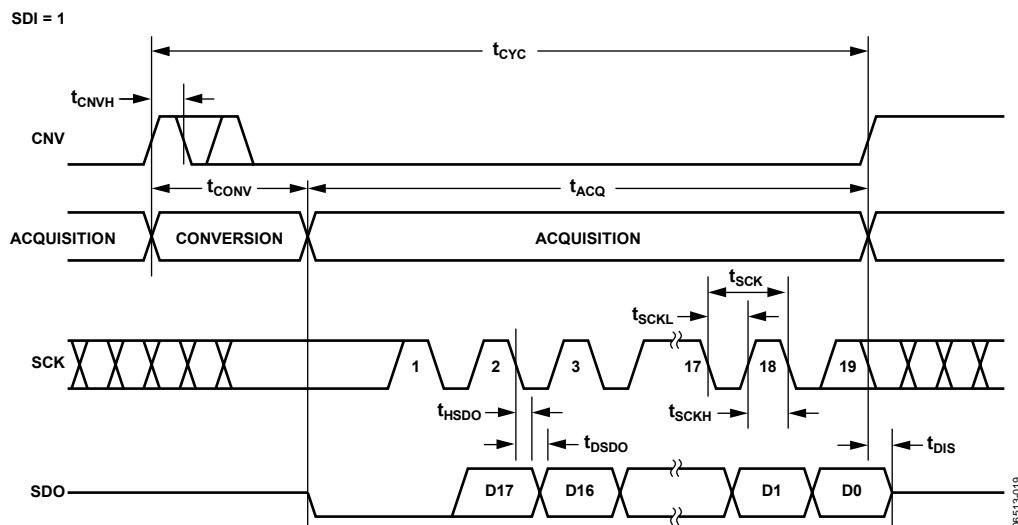 SDI = 1
tCYC
tCNVH
CNV
tCONV
tACQ
ACQUISITION
CONVERSION
ACQUISITION
tSCK
tSCKL
SCK
1
2
3
17
18
19
tHSDO
tSCKH
tDSDO
tDIS
SDO
D17
D16
D1
D0